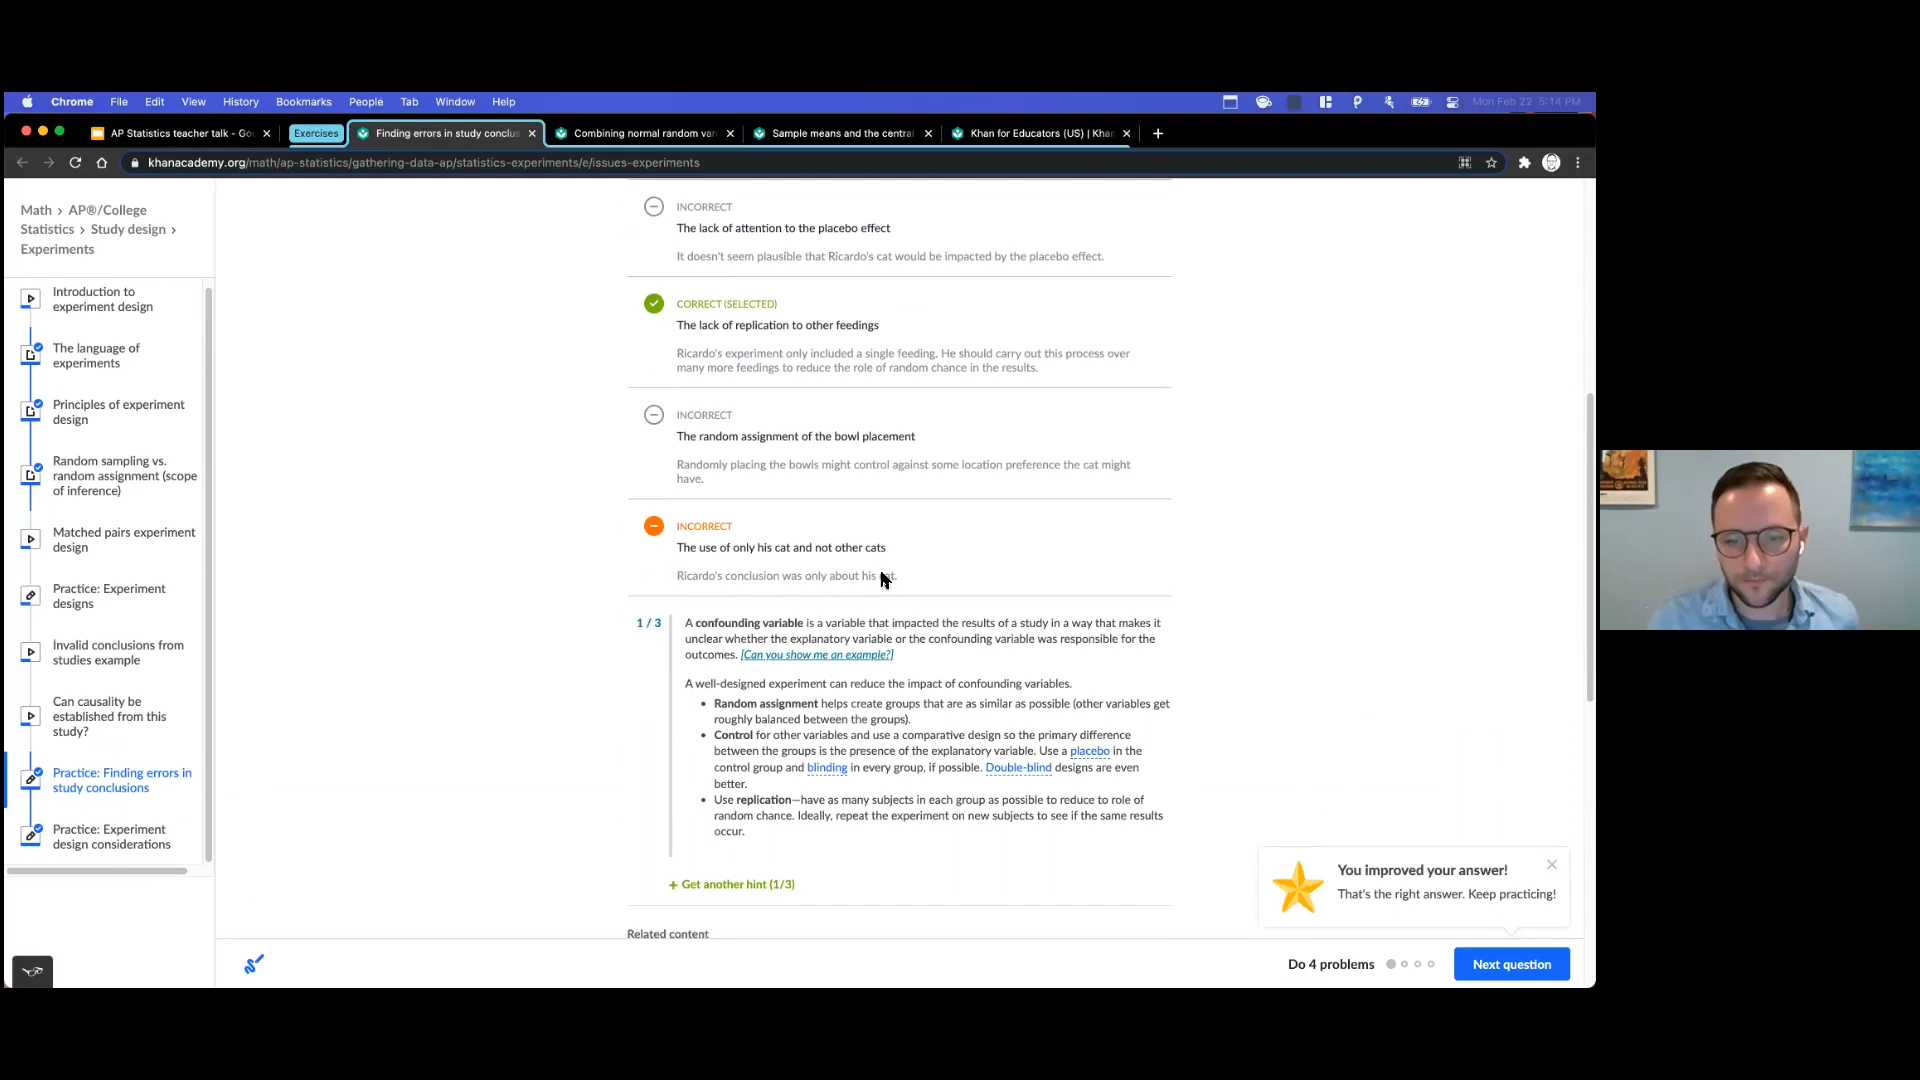 Chrome File Edit View History Bookmarks People Tab Window Help
Mon Feb 22 5:14 PM
AP Statistics teacher talk - Goo
Exercises
Finding errors in study conclus
Combining normal random var
Sample means and the central
Khan for Educators (US) | Khan
khanacademy.org/math/ap-statistics/gathering-data-ap/statistics-experiments/e/issues-experiments
Math > AP®/College
Statistics > Study design >
Experiments
Introduction to
experiment design
The language of
experiments
Principles of experiment
design
Random sampling vs.
random assignment (scope
of inference)
Matched pairs experiment
design
Practice: Experiment
designs
Invalid conclusions from
studies example
Can causality be
established from this
study?
Practice: Finding errors in
study conclusions
Practice: Experiment
design considerations
INCORRECT
The lack of attention to the placebo effect
It doesn't seem plausible that Ricardo's cat would be impacted by the placebo effect.
CORRECT (SELECTED)
The lack of replication to other feedings
Ricardo's experiment only included a single feeding. He should carry out this process over
many more feedings to reduce the role of random chance in the results.
INCORRECT
The random assignment of the bowl placement
Randomly placing the bowls might control against some location preference the cat might
have.
INCORRECT
The use of only his cat and not other cats
Ricardo's conclusion was only about his cat.
1 / 3
A confounding variable is a variable that impacted the results of a study in a way that makes it
unclear whether the explanatory variable or the confounding variable was responsible for the
outcomes. [Can you show me an example?]
A well-designed experiment can reduce the impact of confounding variables.
• Random assignment helps create groups that are as similar as possible (other variables get
roughly balanced between the groups).
• Control for other variables and use a comparative design so the primary difference
between the groups is the presence of the explanatory variable. Use a placebo in the
control group and blinding in every group, if possible. Double-blind designs are even
better.
• Use replication—have as many subjects in each group as possible to reduce to role of
random chance. Ideally, repeat the experiment on new subjects to see if the same results
occur.
+ Get another hint (1/3)
Related content
You improved your answer!
That's the right answer. Keep practicing!
Do 4 problems
Next question